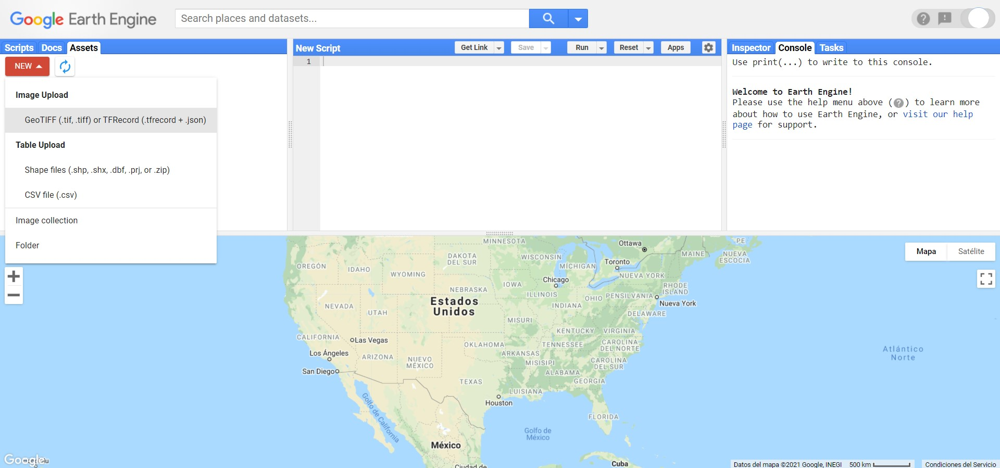 Google Earth Engine
Search places and datasets...
Scripts Docs Assets
NEW
Image Upload
GeoTIFF (.tif, .tiff) or TFRecord (.tfrecord + .json)
Table Upload
Shape files (.shp, .shx, .dbf, .prj, or .zip)
CSV file (.csv)
Image collection
Folder
New Script
Get Link
Save
Run
Reset
Apps
1
Inspector Console Tasks
Use print(...) to write to this console.
Welcome to Earth Engine!
Please use the help menu above (?) to learn more
about how to use Earth Engine, or visit our help
page for support.
Mapa Satélite
MINNESOTA
Ottawa
PE
DAKOTA
DEL SUR
WISCONSIN
MAINE
NUEVA
ESCOCIA
OREGÓN
IDAHO
WYOMING
MÍCHIGAN
Toronto
NUEVA YORK
Chicago
IOWA
NEBRASKA
RHODE
ISLAND
ILLINOIS
OHIO
PENSILVANIA
Estados
Unidos
NEVADA
UTAH
INDIANA
Nueva York
DELAWARE
MISURI
KENTUCKY
VIRGINIA
CALIFORNIA
Las Vegas
OKLAHOMA
TENNESSEE
CAROLINA
DEL NORTE
Los Ángeles
ARIZONA
NUEVO
MÉXICO
ARKANSAS
MISISIPI
CAROLINA
DEL SUR
Atlántico
Norte
San Diego
ALABAMA
TEXAS
GEORGIA
LUISIANA
Houston
Golfo de California
FLORIDA
Golfo de
México
México
Cuba
Ciudad de
Google
Datos del mapa ©2021 Google, INEGI
500 km
Condiciones del Servicio